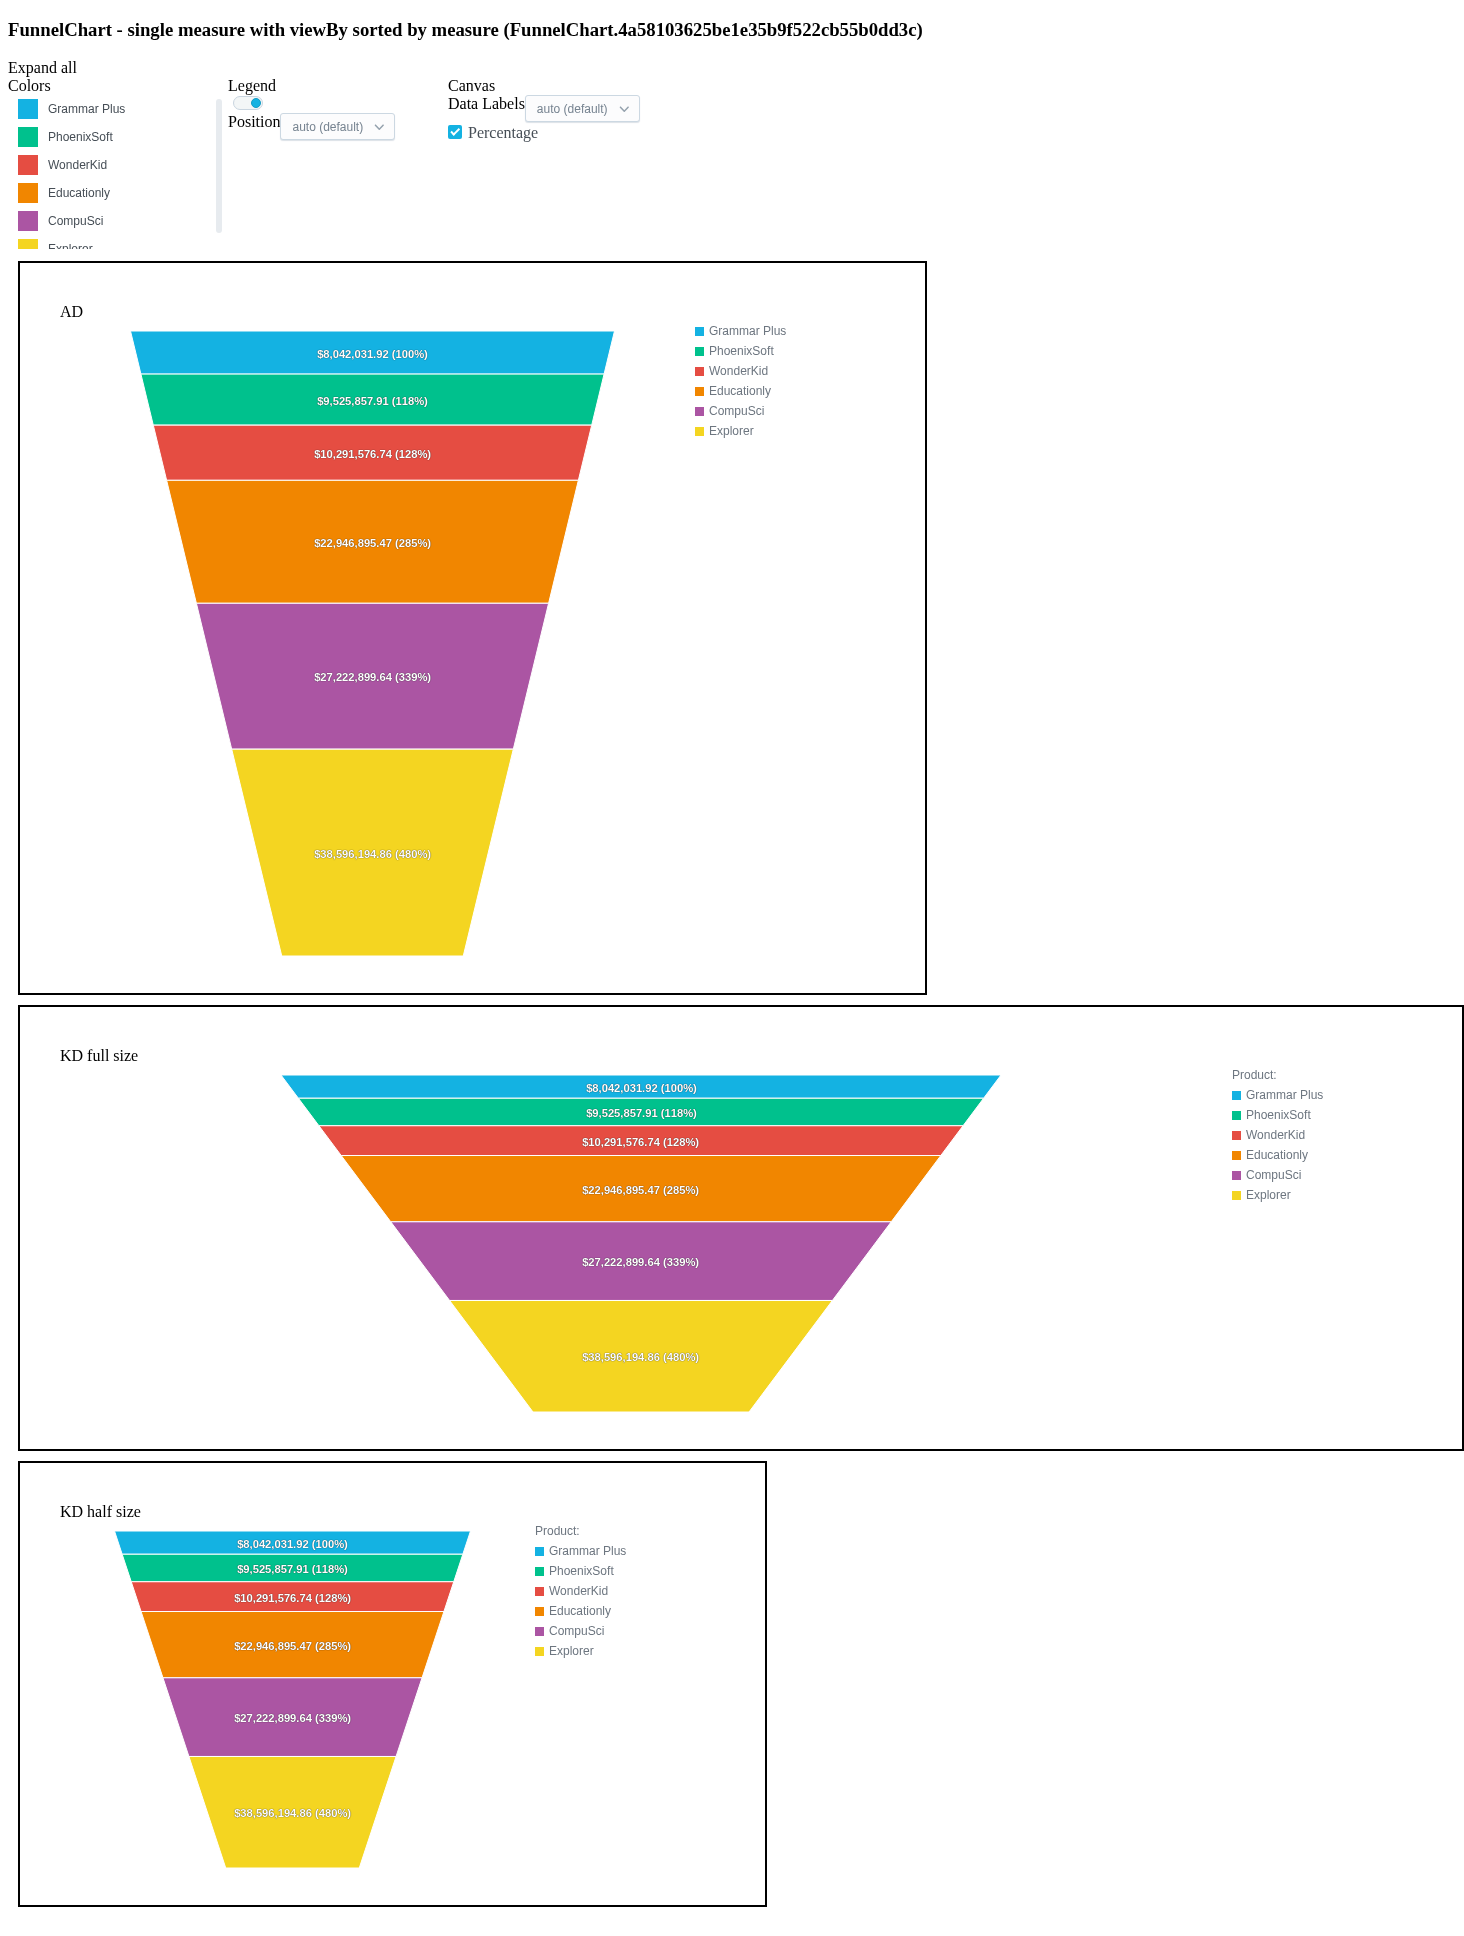 FunnelChart - single measure with viewBy sorted by measure (FunnelChart.4a58103625be1e35b9f522cb55b0dd3c)
Expand all
Colors
Grammar Plus
PhoenixSoft
WonderKid
Educationly
CompuSci
Explorer
Legend
Position auto (default)
Canvas
Data Labels auto (default)
Percentage
AD
$8,042,031.92 (100%)
$9,525,857.91 (118%)
$10,291,576.74 (128%)
$22,946,895.47 (285%)
$27,222,899.64 (339%)
$38,596,194.86 (480%)
Grammar Plus
PhoenixSoft
WonderKid
Educationly
CompuSci
Explorer
KD full size
$8,042,031.92 (100%)
$9,525,857.91 (118%)
$10,291,576.74 (128%)
$22,946,895.47 (285%)
$27,222,899.64 (339%)
$38,596,194.86 (480%)
Product:
Grammar Plus
PhoenixSoft
WonderKid
Educationly
CompuSci
Explorer
KD half size
$8,042,031.92 (100%)
$9,525,857.91 (118%)
$10,291,576.74 (128%)
$22,946,895.47 (285%)
$27,222,899.64 (339%)
$38,596,194.86 (480%)
Product:
Grammar Plus
PhoenixSoft
WonderKid
Educationly
CompuSci
Explorer